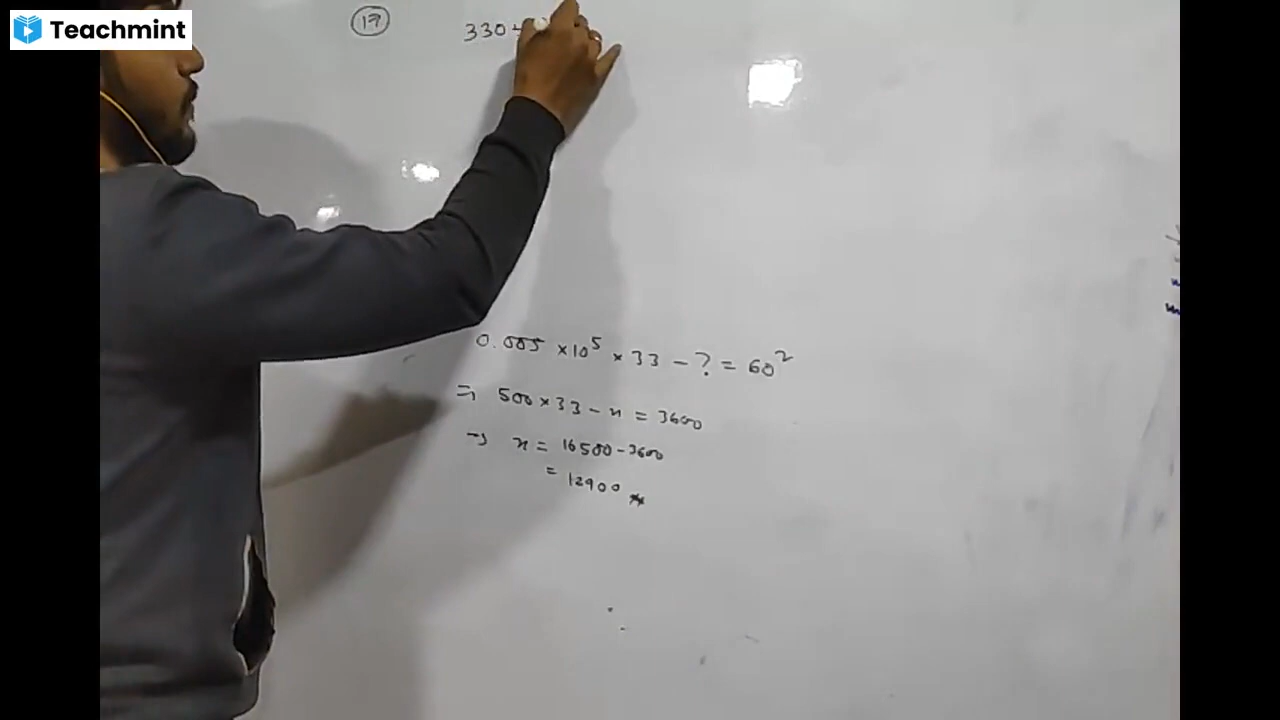 Teachmint
17
330
0.005 × 10⁵ × 33 - ? = 60²
⇒ 500 × 33 - x = 3600
⇒ x = 16500 - 3600
= 12900